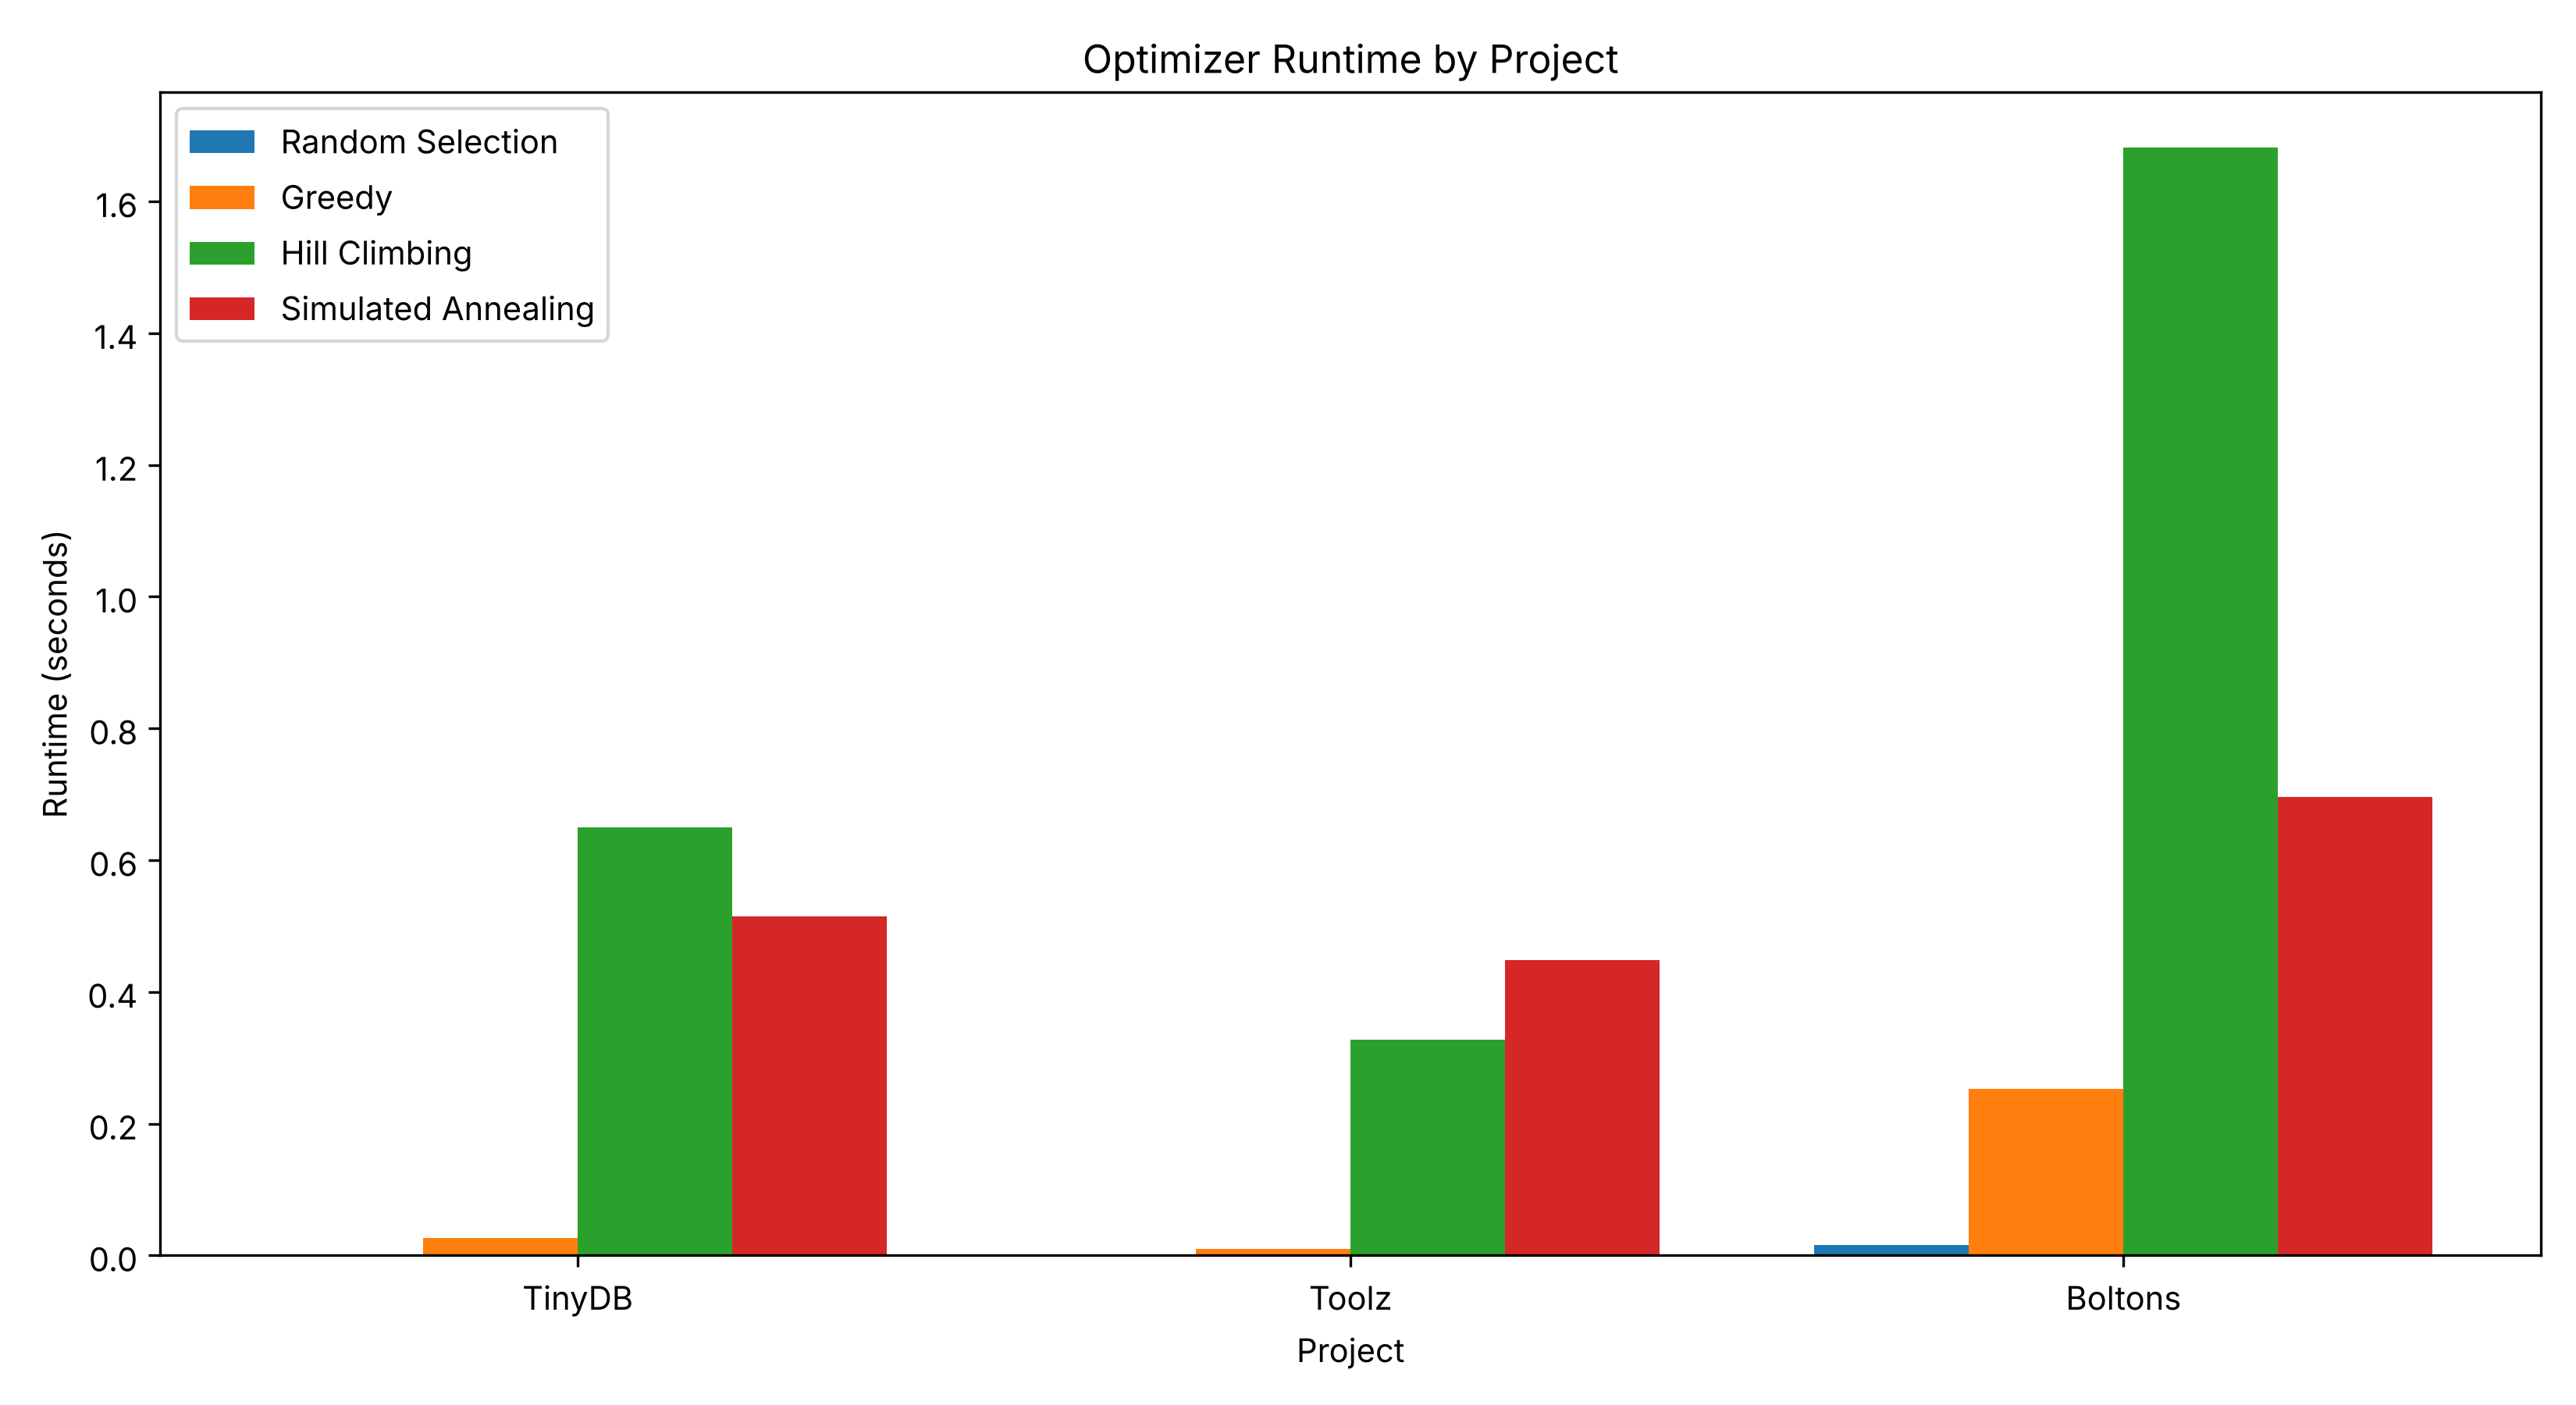 Optimizer Runtime by Project
Random Selection
Greedy
Hill Climbing
Simulated Annealing
1.6
1.4
1.2
1.0
0.8
0.6
0.4
0.2
0.0
Runtime (seconds)
TinyDB
Toolz
Boltons
Project